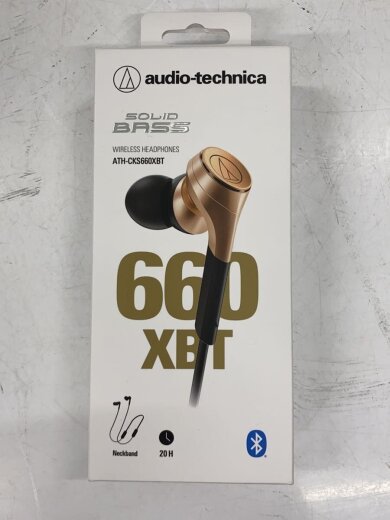 audio-technica
SOLID
BASS
WIRELESS HEADPHONES
ATH-CKS660XBT
660
XBT
Neckband
20 H